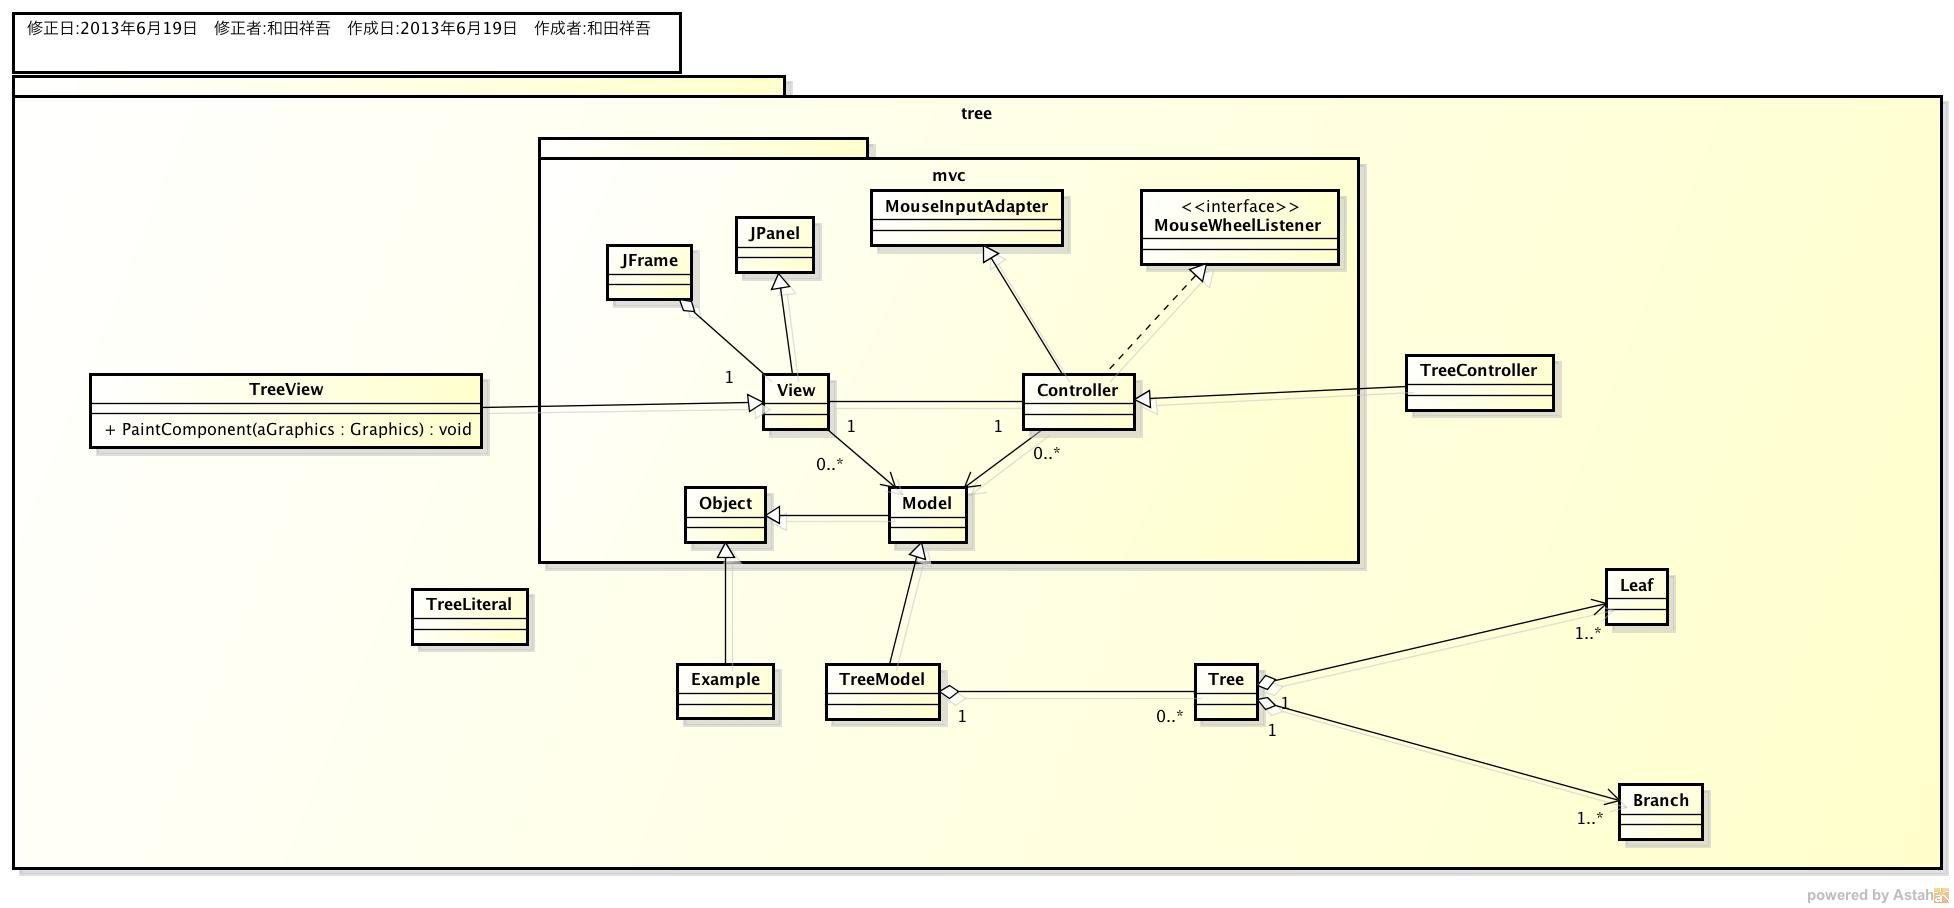 修正日:2013年6月19日　修正者:和田祥吾　作成日:2013年6月19日　作成者:和田祥吾
tree
mvc
MouseInputAdapter
<<interface>>
MouseWheelListener
JPanel
JFrame
TreeView
+ PaintComponent(aGraphics : Graphics) : void
1
View
Controller
TreeController
1
1
0..*
0..*
Object
Model
TreeLiteral
Leaf
1..*
Example
TreeModel
Tree
1
0..*
1
1
Branch
1..*
powered by Astah